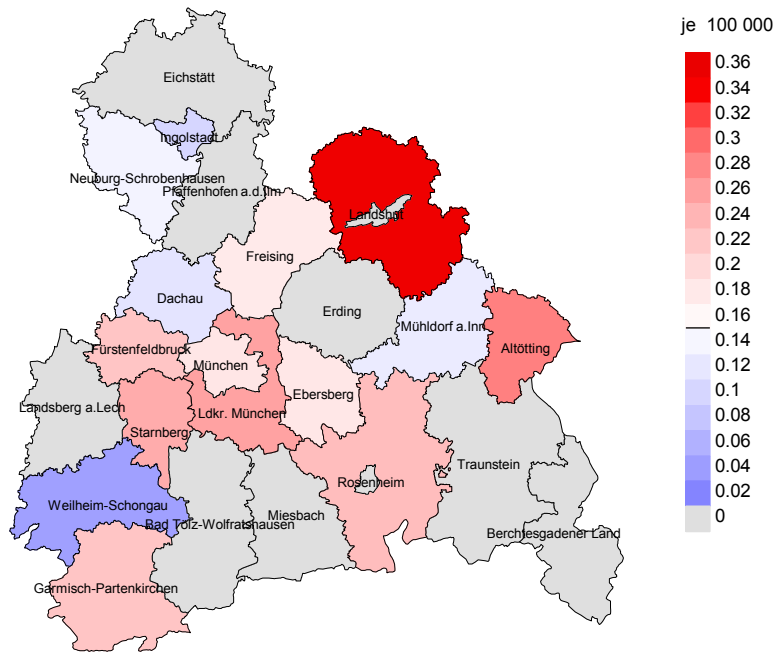 je 100 000
0.36
0.34
0.32
0.3
0.28
0.26
0.24
0.22
0.2
0.18
0.16
0.14
0.12
0.1
0.08
0.06
0.04
0.02
0
Eichstätt
Ingolstadt
Neuburg-Schrobenhausen
Pfaffenhofen a.d.Ilm
Landshut
Freising
Dachau
Erding
Mühldorf a.Inn
Fürstenfeldbruck
Altötting
München
Ebersberg
Landsberg a.Lech
Ldkr. München
Starnberg
Traunstein
Rosenheim
Weilheim-Schongau
Miesbach
Bad Tölz-Wolfratshausen
Berchtesgadener Land
Garmisch-Partenkirchen